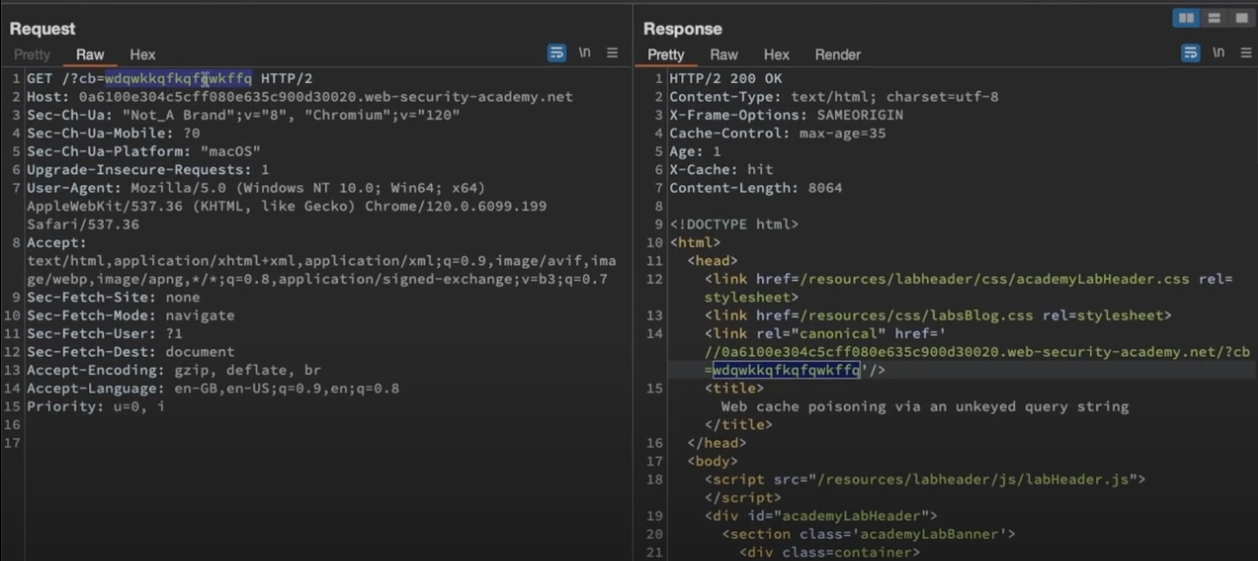 Request
Pretty Raw Hex \n
1 GET /?cb=wdqwkkqfkqfqwkffq HTTP/2
2 Host: 0a6100e304c5cff080e635c900d30020.web-security-academy.net
3 Sec-Ch-Ua: "Not_A Brand";v="8", "Chromium";v="120"
4 Sec-Ch-Ua-Mobile: ?0
5 Sec-Ch-Ua-Platform: "macOS"
6 Upgrade-Insecure-Requests: 1
7 User-Agent: Mozilla/5.0 (Windows NT 10.0; Win64; x64)
AppleWebKit/537.36 (KHTML, like Gecko) Chrome/120.0.6099.199
Safari/537.36
8 Accept:
text/html,application/xhtml+xml,application/xml;q=0.9,image/avif,ima
ge/webp,image/apng,*/*;q=0.8,application/signed-exchange;v=b3;q=0.7
9 Sec-Fetch-Site: none
10 Sec-Fetch-Mode: navigate
11 Sec-Fetch-User: ?1
12 Sec-Fetch-Dest: document
13 Accept-Encoding: gzip, deflate, br
14 Accept-Language: en-GB,en-US;q=0.9,en;q=0.8
15 Priority: u=0, i
16
17
Response
Pretty Raw Hex Render \n
1 HTTP/2 200 OK
2 Content-Type: text/html; charset=utf-8
3 X-Frame-Options: SAMEORIGIN
4 Cache-Control: max-age=35
5 Age: 1
6 X-Cache: hit
7 Content-Length: 8064
8
9 <!DOCTYPE html>
10 <html>
11 <head>
12 <link href=/resources/labheader/css/academyLabHeader.css rel=
stylesheet>
13 <link href=/resources/css/labsBlog.css rel=stylesheet>
14 <link rel="canonical" href='
//0a6100e304c5cff080e635c900d30020.web-security-academy.net/?cb
=wdqwkkqfkqfqwkffq'/>
15 <title>
Web cache poisoning via an unkeyed query string
</title>
16 </head>
17 <body>
18 <script src="/resources/labheader/js/labHeader.js">
</script>
19 <div id="academyLabHeader">
20 <section class='academyLabBanner'>
21 <div class=container>